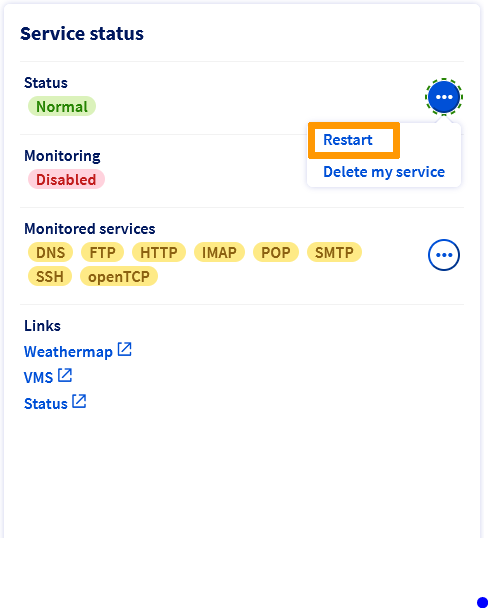 Service status
Status
Normal
Restart
Delete my service
Monitoring
Disabled
Monitored services
DNS FTP HTTP IMAP POP SMTP
SSH openTCP
Links
Weathermap
VMS
Status